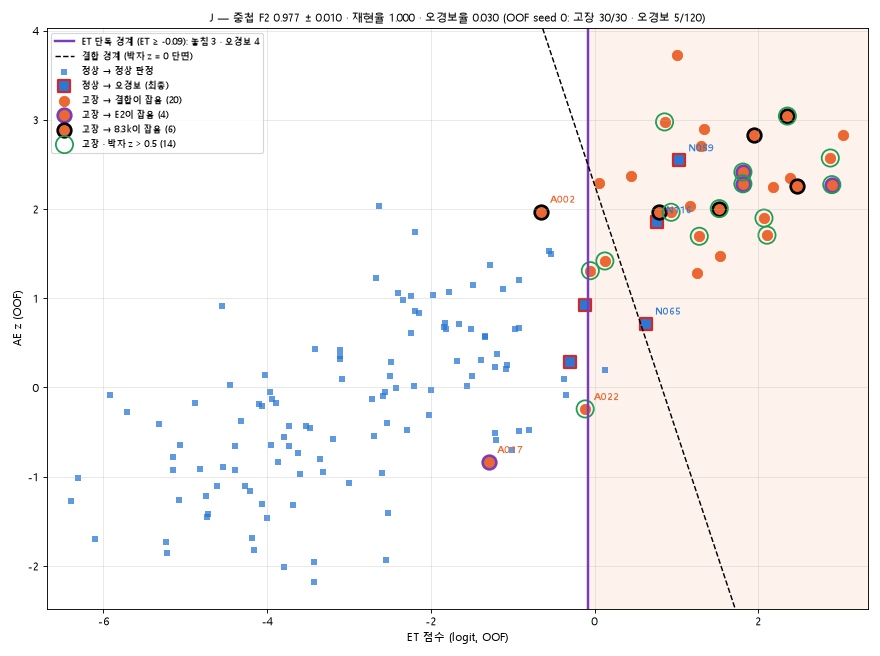 J — 중첩 F2 0.977 ± 0.010 · 재현율 1.000 · 오경보율 0.030 (OOF seed 0: 고장 30/30 · 오경보 5/120)
ET 단독 경계 (ET ≥ -0.09): 놓침 3 · 오경보 4
결합 경계 (박자 z = 0 단면)
정상 → 정상 판정
정상 → 오경보 (최종)
고장 → 결합이 잡음 (20)
고장 → E2이 잡음 (4)
고장 → 8.3k이 잡음 (6)
고장 · 박자 z > 0.5 (14)
4
3
2
1
0
-1
-2
AE z (OOF)
N089
A002
N065
A022
-6
-4
-2
0
2
ET 점수 (logit, OOF)